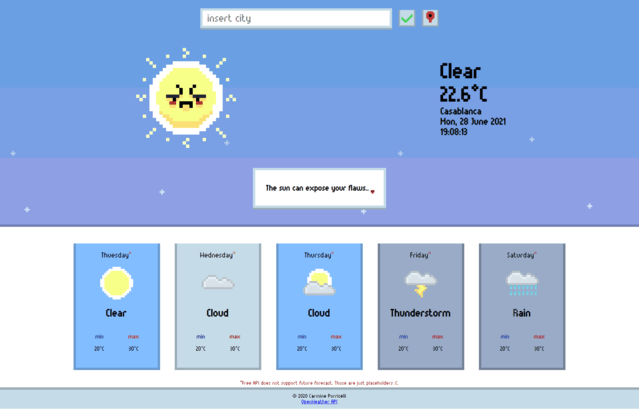 insert city
Clear
22.6°C
Casablanca
Mon, 28 June 2021
19:08:13
The sun can expose your flaws..
Thuesday*
Wednesday*
Thursday*
Friday*
Saturday*
Clear
Cloud
Cloud
Thunderstorm
Rain
min max
min max
min max
min max
min max
20°C 30°C
20°C 30°C
20°C 30°C
20°C 30°C
20°C 30°C
*Free API does not support future forecast. Those are just placeholders :(.
© 2020 Carmine Porricelli
OpenWeather API